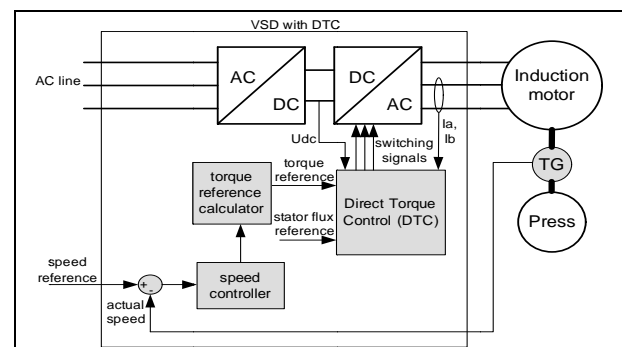 VSD with DTC
AC line
AC
DC
DC
AC
Induction
motor
Ia,
Ib
Udc
switching
signals
TG
torque
reference
torque
reference
calculator
Direct Torque
Control (DTC)
stator flux
reference
Press
speed
reference
+
-
speed
controller
actual
speed